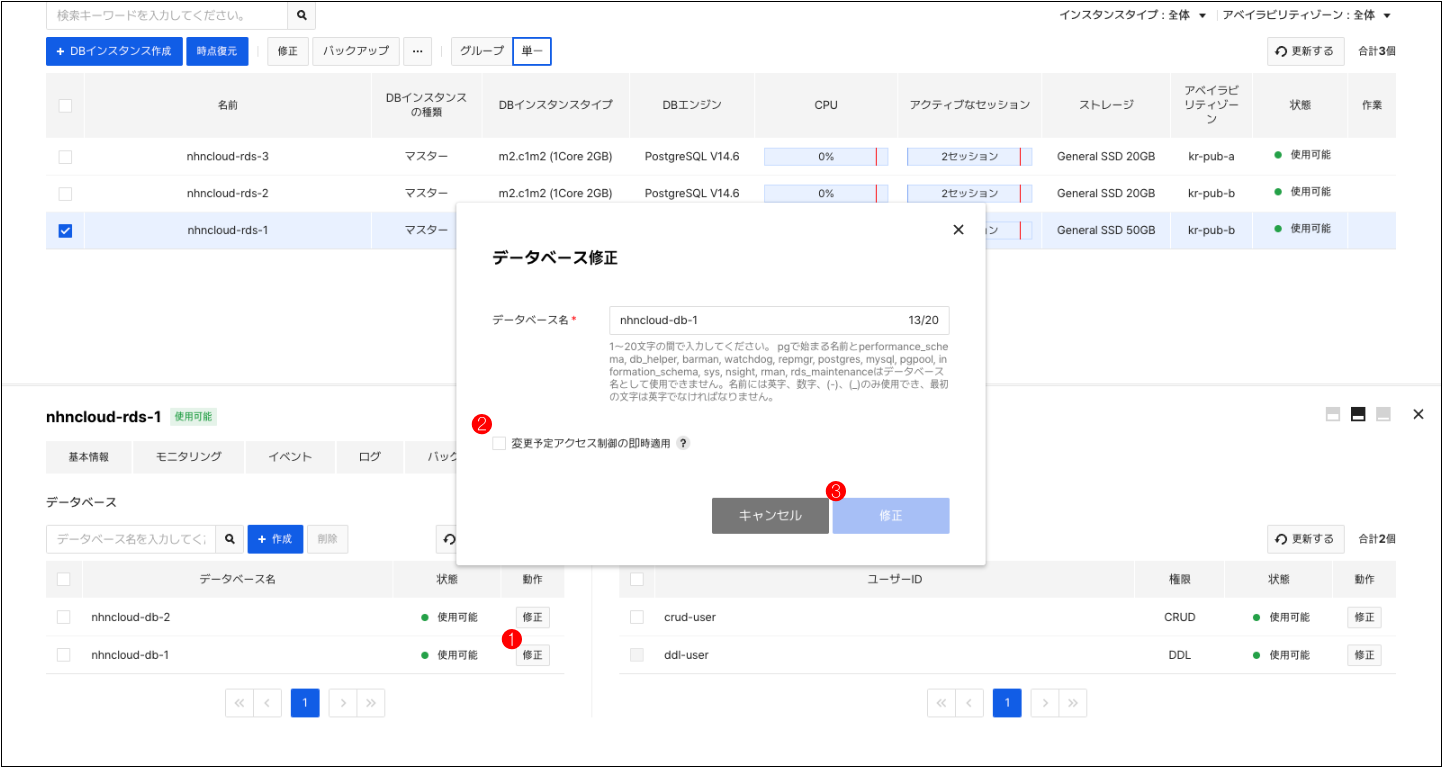 検索キーワードを入力してください。
インスタンスタイプ : 全体 アベイラビリティゾーン : 全体
+ DBインスタンス作成 時点復元 修正 バックアップ ... グループ 単一 更新する 合計3個
名前 DBインスタンスの種類 DBインスタンスタイプ DBエンジン CPU アクティブなセッション ストレージ アベイラビリティゾーン 状態 作業
nhncloud-rds-3 マスター m2.c1m2 (1Core 2GB) PostgreSQL V14.6 0% 2セッション General SSD 20GB kr-pub-a 使用可能
nhncloud-rds-2 マスター m2.c1m2 (1Core 2GB) PostgreSQL V14.6 0% 2セッション General SSD 20GB kr-pub-b 使用可能
nhncloud-rds-1 マスター ョン General SSD 50GB kr-pub-b 使用可能
データベース修正
データベース名* nhncloud-db-1 13/20
1〜20文字の間で入力してください。 pgで始まる名前とperformance_sche
ma, db_helper, barman, watchdog, repmgr, postgres, mysql, pgpool, in
formation_schema, sys, nsight, rman, rds_maintenanceはデータベース
名として使用できません。名前には英字、数字、(-)、(_)のみ使用でき、最初
の文字は英字でなければなりません。
2
変更予定アクセス制御の即時適用 ?
3
キャンセル 修正
nhncloud-rds-1 使用可能
基本情報 モニタリング イベント ログ バック
データベース
データベース名を入力してくだ + 作成 削除
更新する 合計2個
データベース名 状態 動作
nhncloud-db-2 使用可能 修正
1
nhncloud-db-1 使用可能 修正
« ‹ 1 › »
ユーザーID 権限 状態 動作
crud-user CRUD 使用可能 修正
ddl-user DDL 使用可能 修正
« ‹ 1 › »